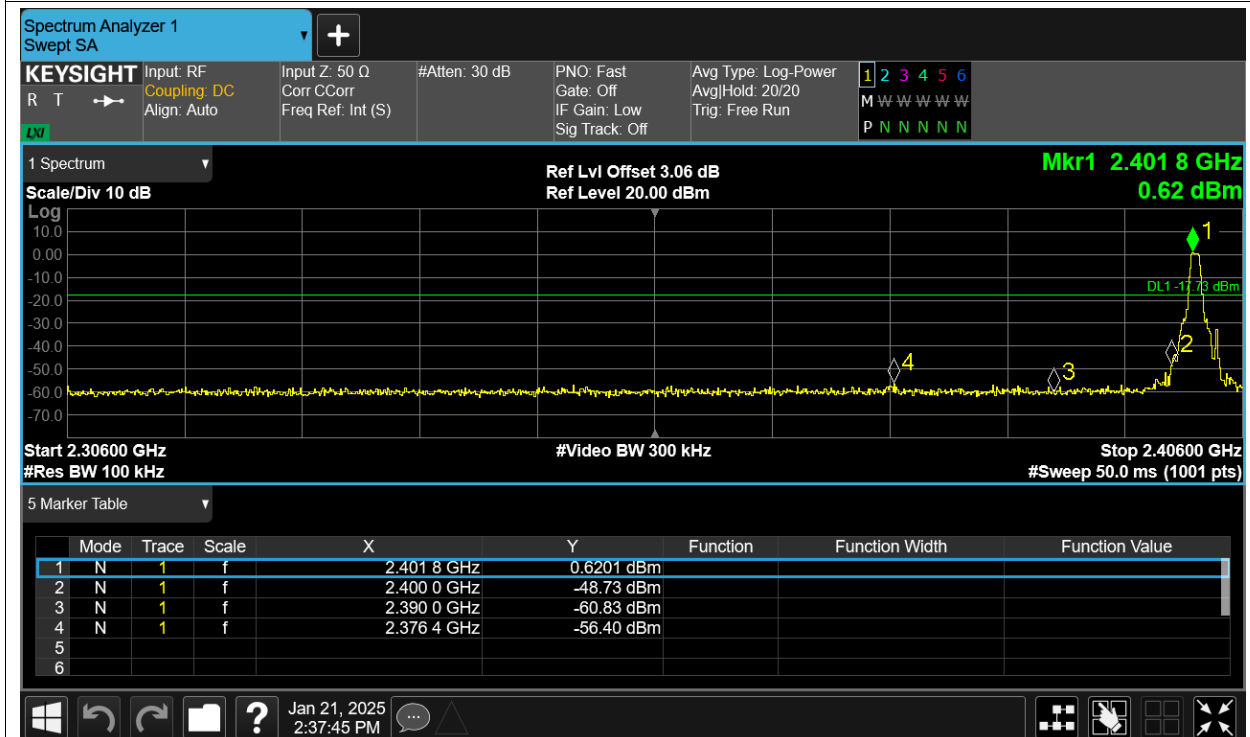 Spectrum Analyzer 1
Swept SA
+
KEYSIGHT Input: RF Input Z: 50 Ω #Atten: 30 dB PNO: Fast Avg Type: Log-Power 1 2 3 4 5 6
R T Coupling: DC Corr CCorr Gate: Off Avg|Hold: 20/20 M W W W W W W
Align: Auto Freq Ref: Int (S) IF Gain: Low Trig: Free Run
LXI Sig Track: Off P N N N N N N
1 Spectrum Ref Lvl Offset 3.06 dB Mkr1 2.401 8 GHz
Scale/Div 10 dB Ref Level 20.00 dBm 0.62 dBm
Log
10.0 1
0.00
-10.0
DL1 -17.73 dBm
-20.0
-30.0
-40.0 2
-50.0 4 3
-60.0
-70.0
Start 2.30600 GHz #Video BW 300 kHz Stop 2.40600 GHz
#Res BW 100 kHz #Sweep 50.0 ms (1001 pts)
5 Marker Table
Mode Trace Scale X Y Function Function Width Function Value
1 N 1 f 2.401 8 GHz 0.6201 dBm
2 N 1 f 2.400 0 GHz -48.73 dBm
3 N 1 f 2.390 0 GHz -60.83 dBm
4 N 1 f 2.376 4 GHz -56.40 dBm
5
6
? Jan 21, 2025
2:37:45 PM